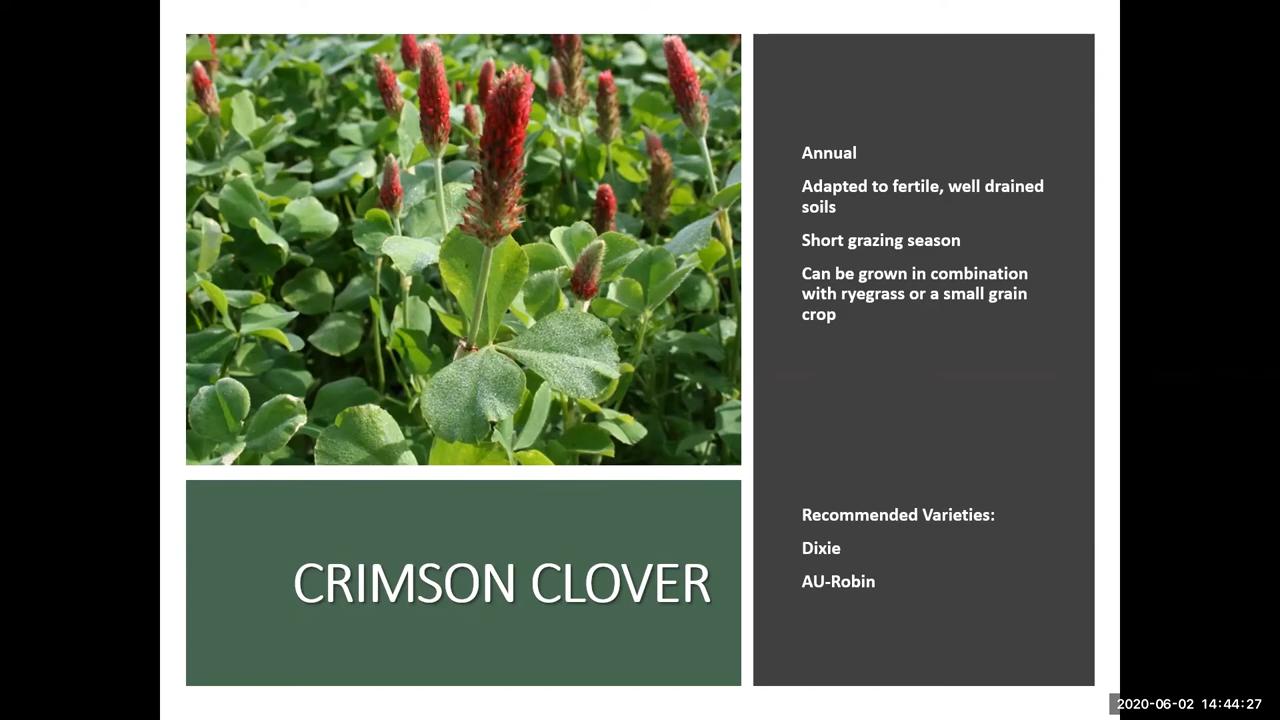 Annual
Adapted to fertile, well drained
soils
Short grazing season
Can be grown in combination
with ryegrass or a small grain
crop
Recommended Varieties:
Dixie
AU-Robin
CRIMSON CLOVER
2020-06-02 14:44:27